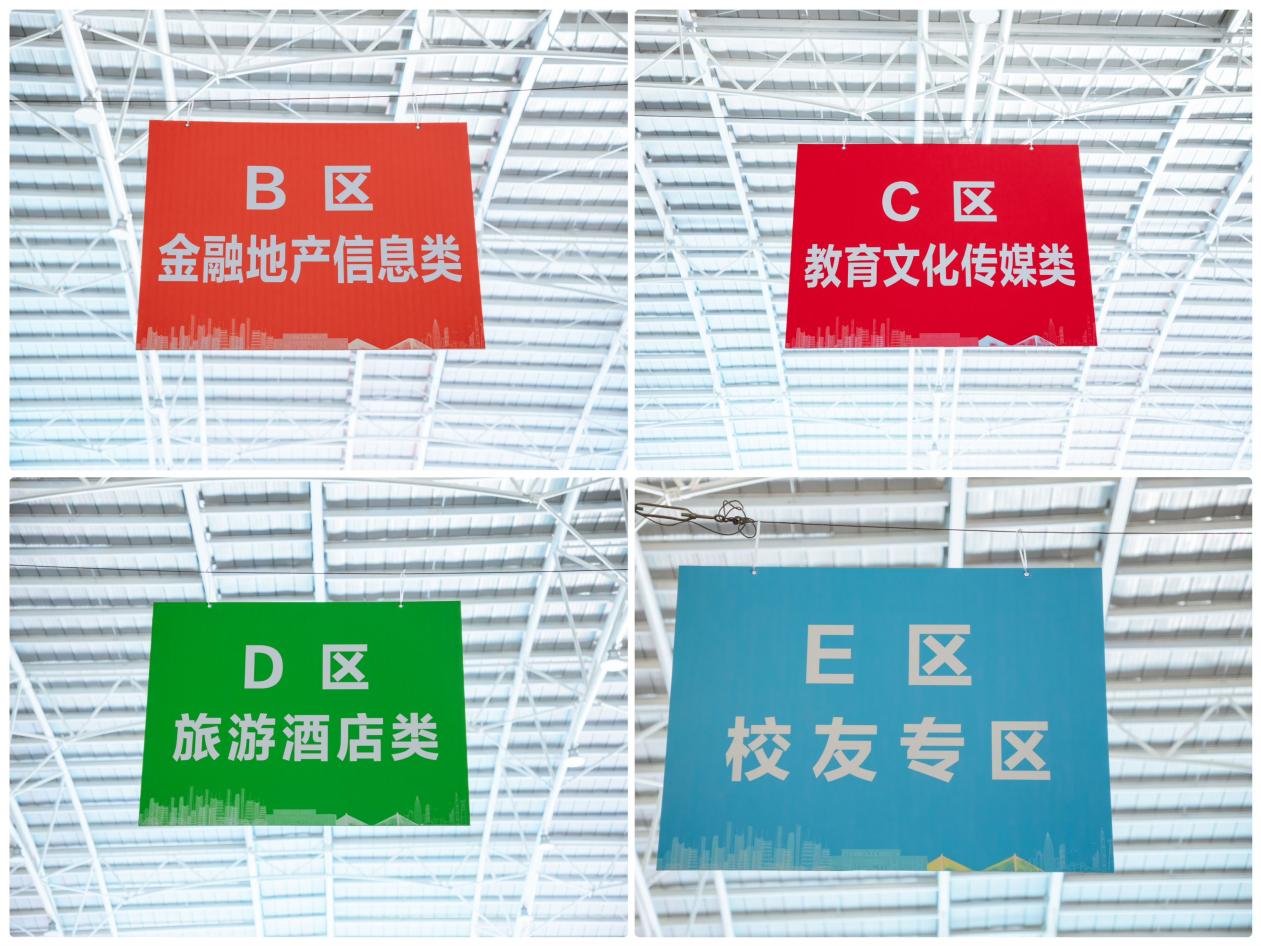 B 区
金融地产信息类
C 区
教育文化传媒类
D 区
旅游酒店类
E 区
校友专区